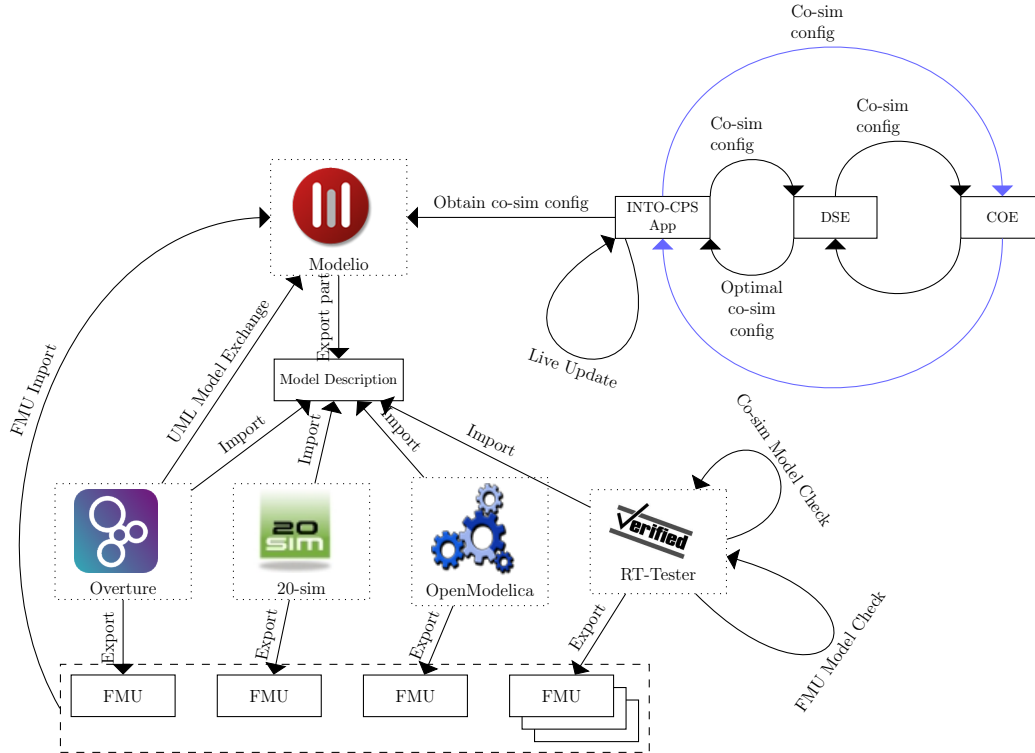 Co-sim
config
Co-sim
config
Co-sim
config
Obtain co-sim config
INTO-CPS
App
DSE
COE
Modelio
Optimal
co-sim
config
Export part
UML Model Exchange
FMU Import
Live Update
Model Description
Import
Import
Import
Import
Co-sim Model Check
20
sim
Verified
Overture
20-sim
OpenModelica
RT-Tester
Export
Export
Export
Export
FMU Model Check
FMU
FMU
FMU
FMU